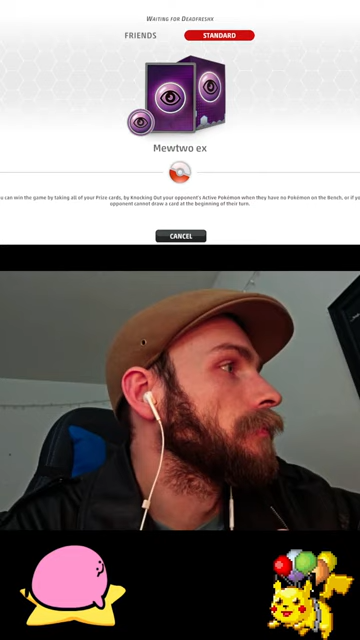 Waiting for Deadfreshx
FRIENDS
STANDARD
Mewtwo ex
ou can win the game by taking all of your Prize cards, by Knocking Out your opponent's Active Pokémon when they have no Pokémon on the Bench, or if yo
opponent cannot draw a card at the beginning of their turn.
CANCEL